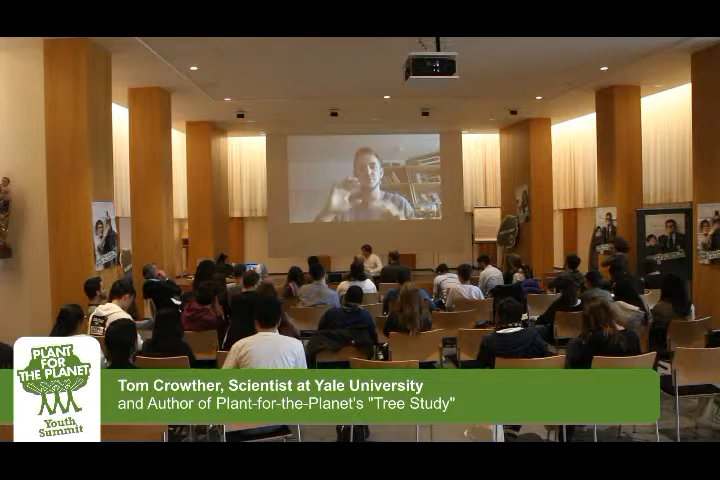 PLANT
FOR
THE PLANET
Youth
Summit
Tom Crowther, Scientist at Yale University
and Author of Plant-for-the-Planet's "Tree Study"